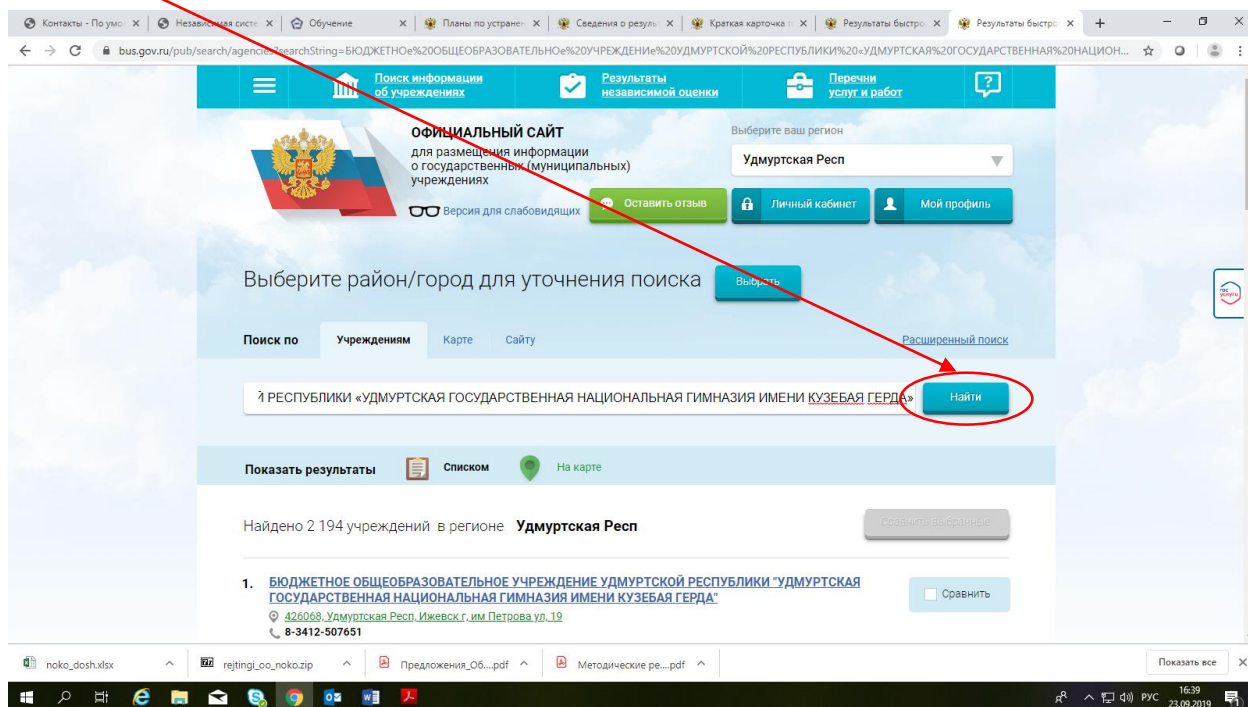 Контакты - По умо
Независимая систе
Обучение
Планы по устранен
Сведения о резуль
Краткая карточка
Результаты быстро
Результаты быстро
bus.gov.ru/pub/search/agencies?searchString=БЮДЖЕТНОе%20ОБЩЕОБРАЗОВАТЕЛЬНОе%20УЧРЕЖДЕНИе%20УДМУРТСКОЙ%20РЕСПУБЛИКИ%20«УДМУРТСКАЯ%20ГОСУДАРСТВЕННАЯ%20НАЦИОН...
Поиск информации
об учреждениях
Результаты
независимой оценки
Перечни
услуг и работ
ОФИЦИАЛЬНЫЙ САЙТ
для размещения информации
о государственных (муниципальных)
учреждениях
Версия для слабовидящих
Выберите ваш регион
Удмуртская Респ
Оставить отзыв
Личный кабинет
Мой профиль
Выберите район/город для уточнения поиска
Выбрать
гос
услуги
Поиск по
Учреждениям
Карте
Сайту
Расширенный поиск
РЕСПУБЛИКИ «УДМУРТСКАЯ ГОСУДАРСТВЕННАЯ НАЦИОНАЛЬНАЯ ГИМНАЗИЯ ИМЕНИ КУЗЕБАЯ ГЕРДА»
Найти
Показать результаты
Списком
На карте
Найдено 2 194 учреждений в регионе Удмуртская Респ
Сравнить выбранные
1. БЮДЖЕТНОЕ ОБЩЕОБРАЗОВАТЕЛЬНОЕ УЧРЕЖДЕНИЕ УДМУРТСКОЙ РЕСПУБЛИКИ "УДМУРТСКАЯ
ГОСУДАРСТВЕННАЯ НАЦИОНАЛЬНАЯ ГИМНАЗИЯ ИМЕНИ КУЗЕБАЯ ГЕРДА"
Сравнить
426068, Удмуртская Респ, Ижевск г, им Петрова ул, 19
8-3412-507651
noko_dosh.xlsx
rejtingi_oo_noko.zip
Предложения_Об....pdf
Методические ре....pdf
Показать все
РУС
16:39
23.09.2019